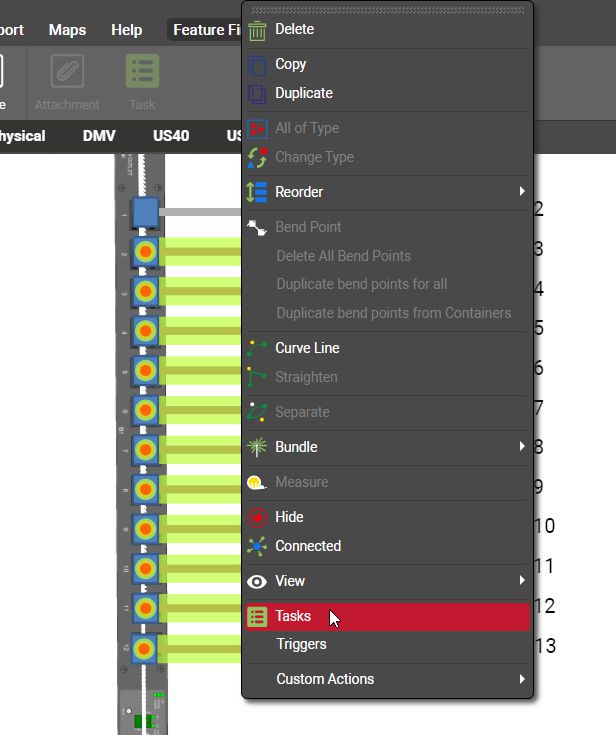 port Maps Help Feature Fi
Attachment Task
hysical DMV US40 US
Delete
Copy
Duplicate
All of Type
Change Type
Reorder
Bend Point
Delete All Bend Points
Duplicate bend points for all
Duplicate bend points from Containers
Curve Line
Straighten
Separate
Bundle
Measure
Hide
Connected
View
Tasks
Triggers
Custom Actions
1
2
3
4
5
6
7
8
9
10
11
12
B1
2
3
4
5
6
7
8
9
10
11
12
13